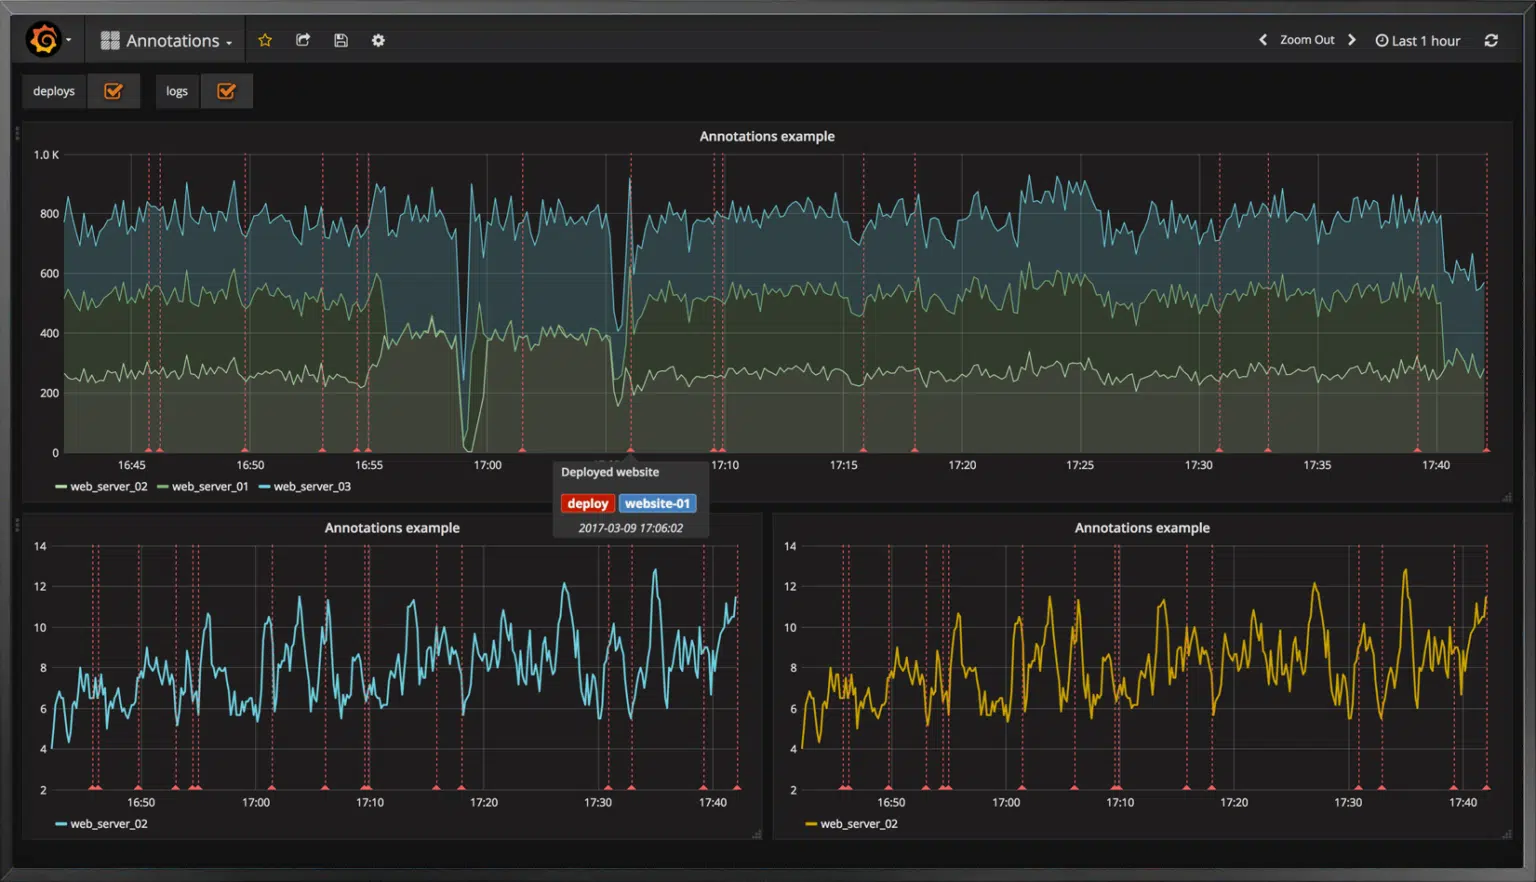 Annotations
Zoom Out
Last 1 hour
deploys
logs
Annotations example
1.0 K
800
600
400
200
0
16:45 16:50 16:55 17:00 17:10 17:15 17:20 17:25 17:30 17:35 17:40
web_server_02 web_server_01 web_server_03
Deployed website
deploy website-01
2017-03-09 17:06:02
Annotations example
14
12
10
8
6
4
2
16:50 17:00 17:10 17:20 17:30 17:40
web_server_02
Annotations example
14
12
10
8
6
4
2
16:50 17:00 17:10 17:20 17:30 17:40
web_server_02